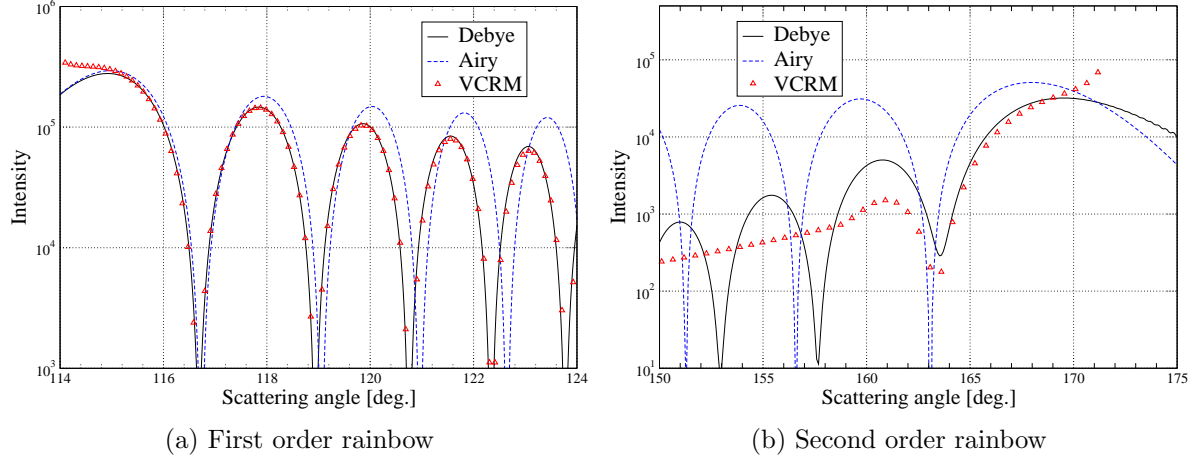 10^6
10^5
10^4
10^3
Intensity
Debye
Airy
VCRM
114 116 118 120 122 124
Scattering angle [deg.]
(a) First order rainbow
10^5
10^4
10^3
10^2
10^1
Intensity
Debye
Airy
VCRM
150 155 160 165 170 175
Scattering angle [deg.]
(b) Second order rainbow